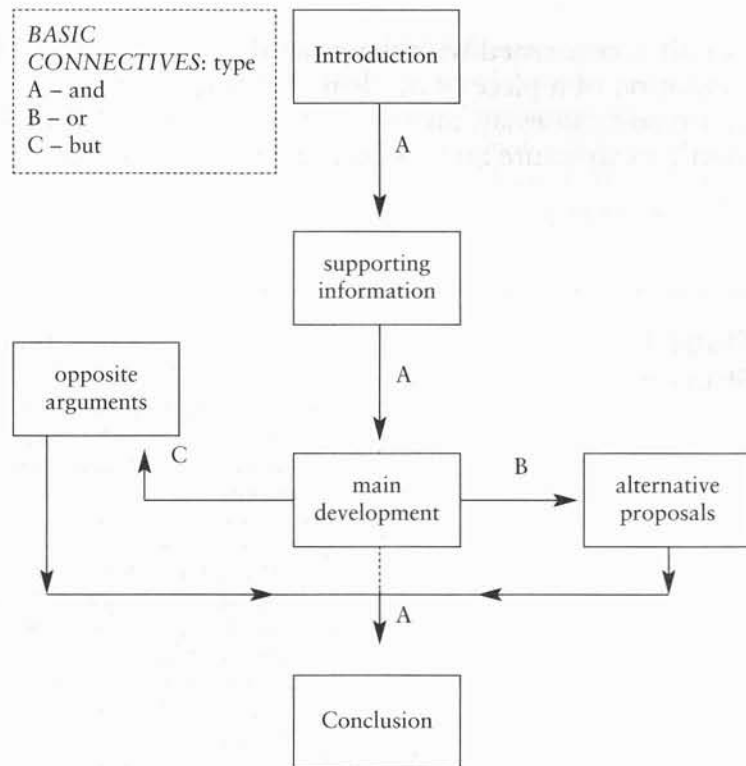 BASIC
CONNECTIVES: type
A – and
B – or
C – but
Introduction
A
supporting
information
A
opposite
arguments
C
main
development
B
alternative
proposals
A
Conclusion